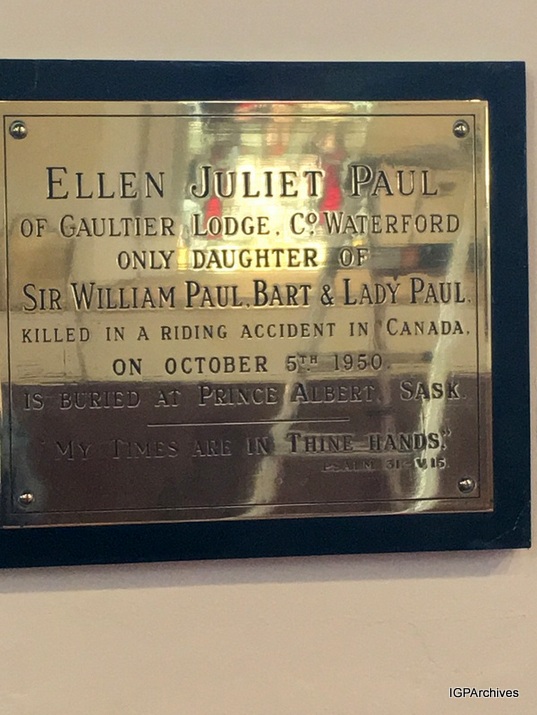 ELLEN JULIET PAUL
OF GAULTIER LODGE, Cº WATERFORD
ONLY DAUGHTER OF
SIR WILLIAM PAUL, BART & LADY PAUL.
KILLED IN A RIDING ACCIDENT IN CANADA,
ON OCTOBER 5TH 1950.
IS BURIED AT PRINCE ALBERT, SASK.
"MY TIMES ARE IN THINE HANDS."
PSALM 31 - V.15.
IGPArchives